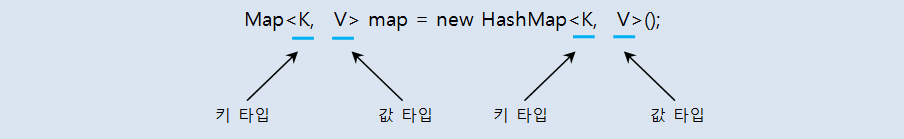 Map<K, V> map = new HashMap<K, V>();
키 타입 값 타입 키 타입 값 타입